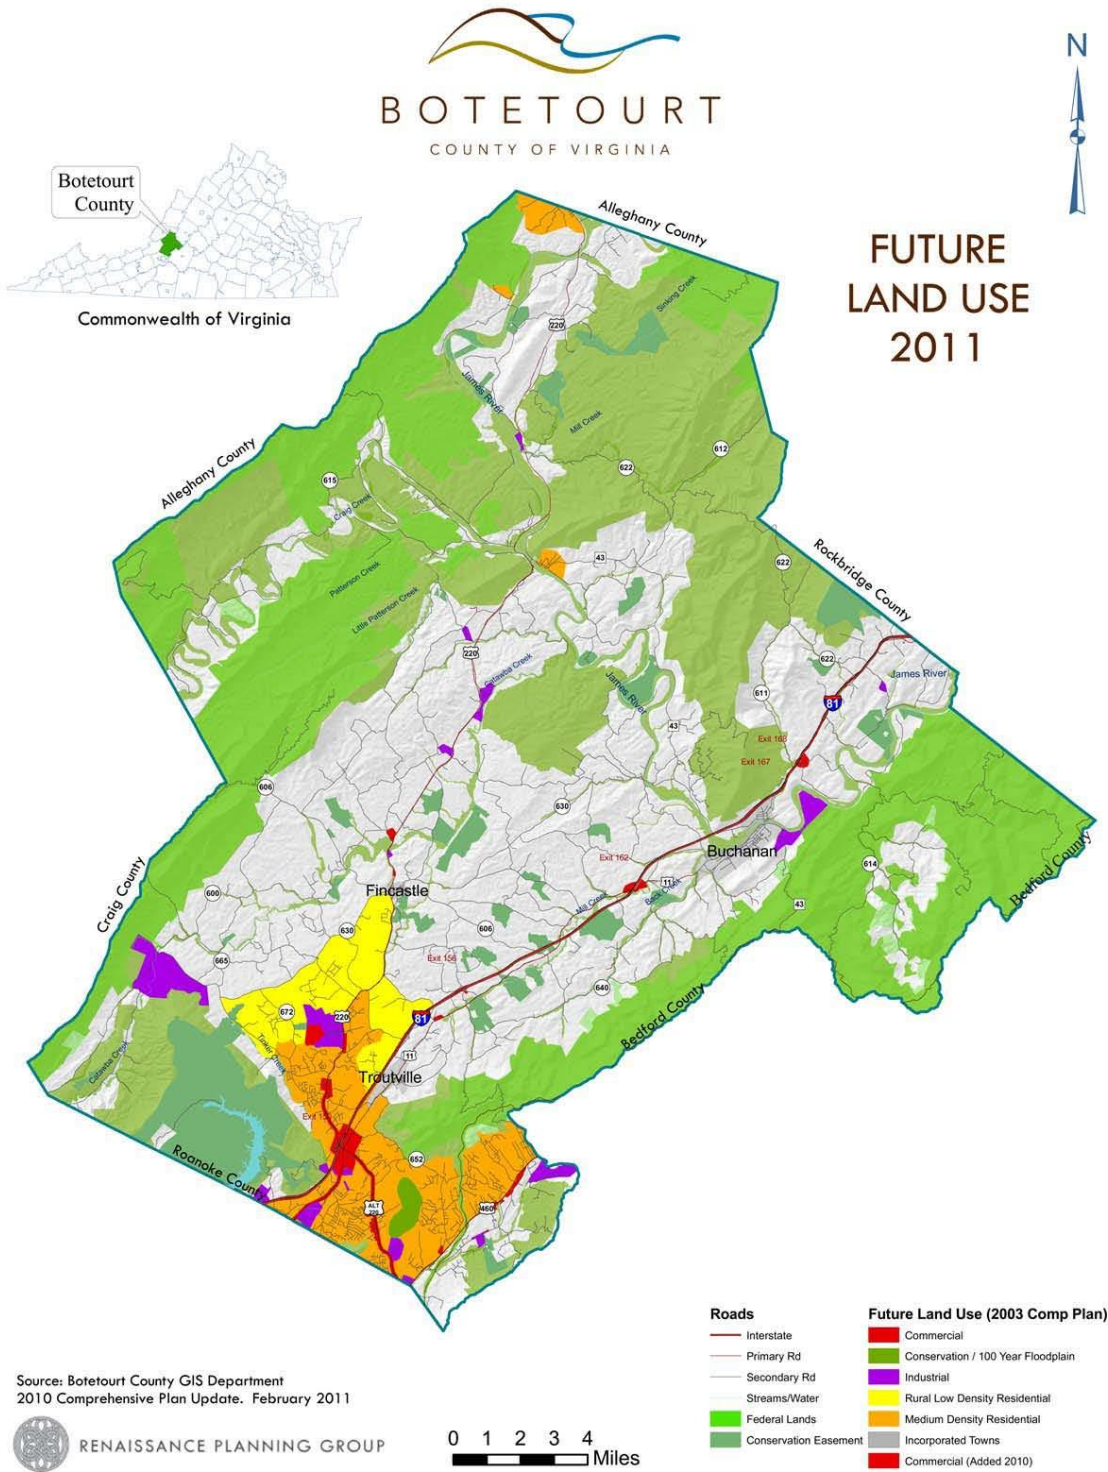 BOTETOURT
COUNTY OF VIRGINIA
N
Botetourt
County
Commonwealth of Virginia
FUTURE
LAND USE
2011
Alleghany County
Sinking Creek
220
James River
Mill Creek
612
622
Alleghany County
615
Craig Creek
Patterson Creek
Little Patterson Creek
43
622
Rockbridge County
220
Catawba Creek
James River
622
611
James River
81
43
Exit 168
Exit 167
606
630
Exit 162
Buchanan
11
Mill Creek
Back Creek
614
Bedford County
43
Craig County
Fincastle
600
630
606
665
Exit 156
640
Bedford County
672
220
81
Tinker Creek
11
Troutville
Catawba Creek
Roanoke County
652
ALT
220
460
Roads
Interstate
Primary Rd
Secondary Rd
Streams/Water
Federal Lands
Conservation Easement
Future Land Use (2003 Comp Plan)
Commercial
Conservation / 100 Year Floodplain
Industrial
Rural Low Density Residential
Medium Density Residential
Incorporated Towns
Commercial (Added 2010)
Source: Botetourt County GIS Department
2010 Comprehensive Plan Update. February 2011
RENAISSANCE PLANNING GROUP
0 1 2 3 4
Miles